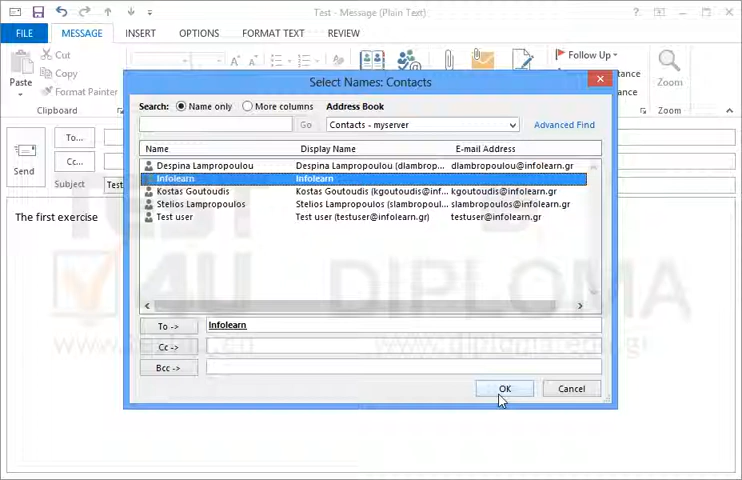 Test - Message (Plain Text)
FILE
MESSAGE
INSERT
OPTIONS
FORMAT TEXT
REVIEW
Cut
Copy
Format Painter
Paste
Clipboard
Follow Up
Zoom
Zoom
Select Names: Contacts
Search:
Name only
More columns
Address Book
Go
Contacts - myserver
Advanced Find
Name Display Name E-mail Address
Despina Lampropoulou Despina Lampropoulou (dlambrop... dlambropoulou@infolearn.gr
Infolearn Infolearn
Kostas Goutoudis Kostas Goutoudis (kgoutoudis@inf... kgoutoudis@infolearn.gr
Stelios Lampropoulos Stelios Lampropoulos (slambropoul... slambropoulos@infolearn.gr
Test user Test user (testuser@infolearn.gr) testuser@infolearn.gr
To -> Infolearn
Cc ->
Bcc ->
OK
Cancel
Send
To...
Cc...
Subject
Test
The first exercise
TEST
4U
DIPLOMA